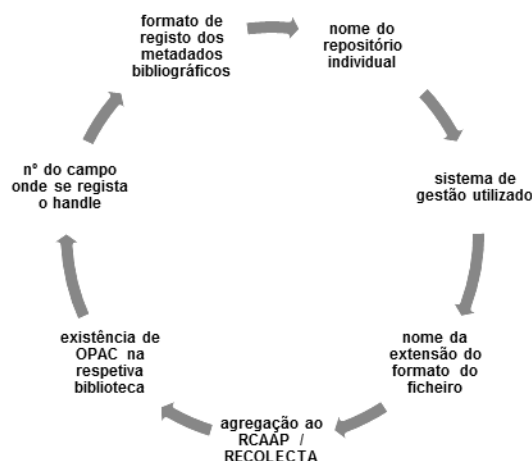 formato de
registo dos
metadados
bibliográficos
nome do
repositório
individual
sistema de
gestão utilizado
nome da
extensão do
formato do
ficheiro
agregação ao
RCAAP /
RECOLECTA
existência de
OPAC na
respetiva
biblioteca
nº do campo
onde se regista
o handle